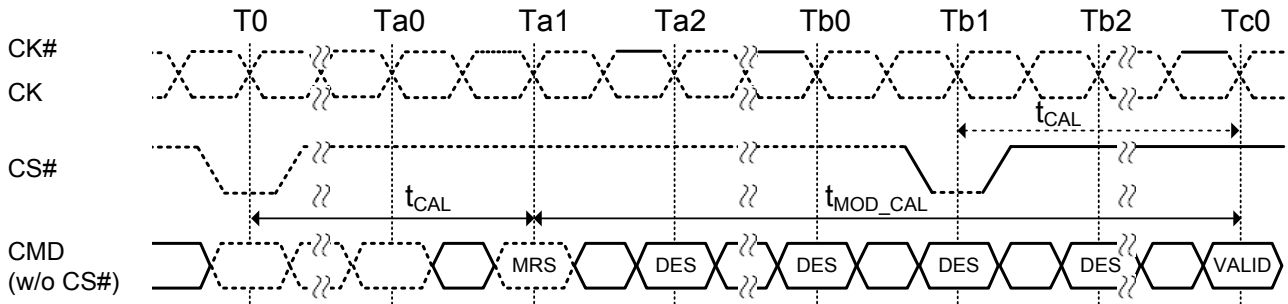 T0 Ta0 Ta1 Ta2 Tb0 Tb1 Tb2 Tc0
CK#
CK
tCAL
CS#
tCAL tMOD_CAL
CMD
(w/o CS#)
MRS DES DES DES DES VALID